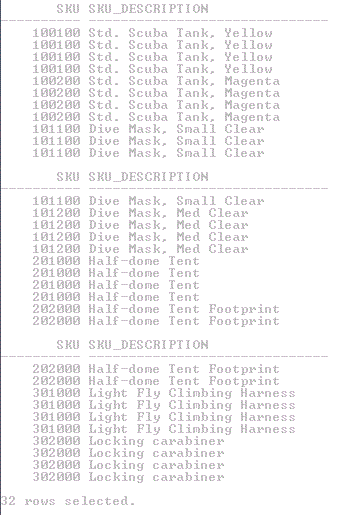 SKU SKU_DESCRIPTION
---------- ------------------------------
100100 Std. Scuba Tank, Yellow
100100 Std. Scuba Tank, Yellow
100100 Std. Scuba Tank, Yellow
100100 Std. Scuba Tank, Yellow
100200 Std. Scuba Tank, Magenta
100200 Std. Scuba Tank, Magenta
100200 Std. Scuba Tank, Magenta
100200 Std. Scuba Tank, Magenta
101100 Dive Mask, Small Clear
101100 Dive Mask, Small Clear
101100 Dive Mask, Small Clear
SKU SKU_DESCRIPTION
---------- ------------------------------
101100 Dive Mask, Small Clear
101200 Dive Mask, Med Clear
101200 Dive Mask, Med Clear
101200 Dive Mask, Med Clear
101200 Dive Mask, Med Clear
201000 Half-dome Tent
201000 Half-dome Tent
201000 Half-dome Tent
201000 Half-dome Tent
202000 Half-dome Tent Footprint
202000 Half-dome Tent Footprint
SKU SKU_DESCRIPTION
---------- ------------------------------
202000 Half-dome Tent Footprint
202000 Half-dome Tent Footprint
301000 Light Fly Climbing Harness
301000 Light Fly Climbing Harness
301000 Light Fly Climbing Harness
301000 Light Fly Climbing Harness
302000 Locking carabiner
302000 Locking carabiner
302000 Locking carabiner
302000 Locking carabiner
32 rows selected.